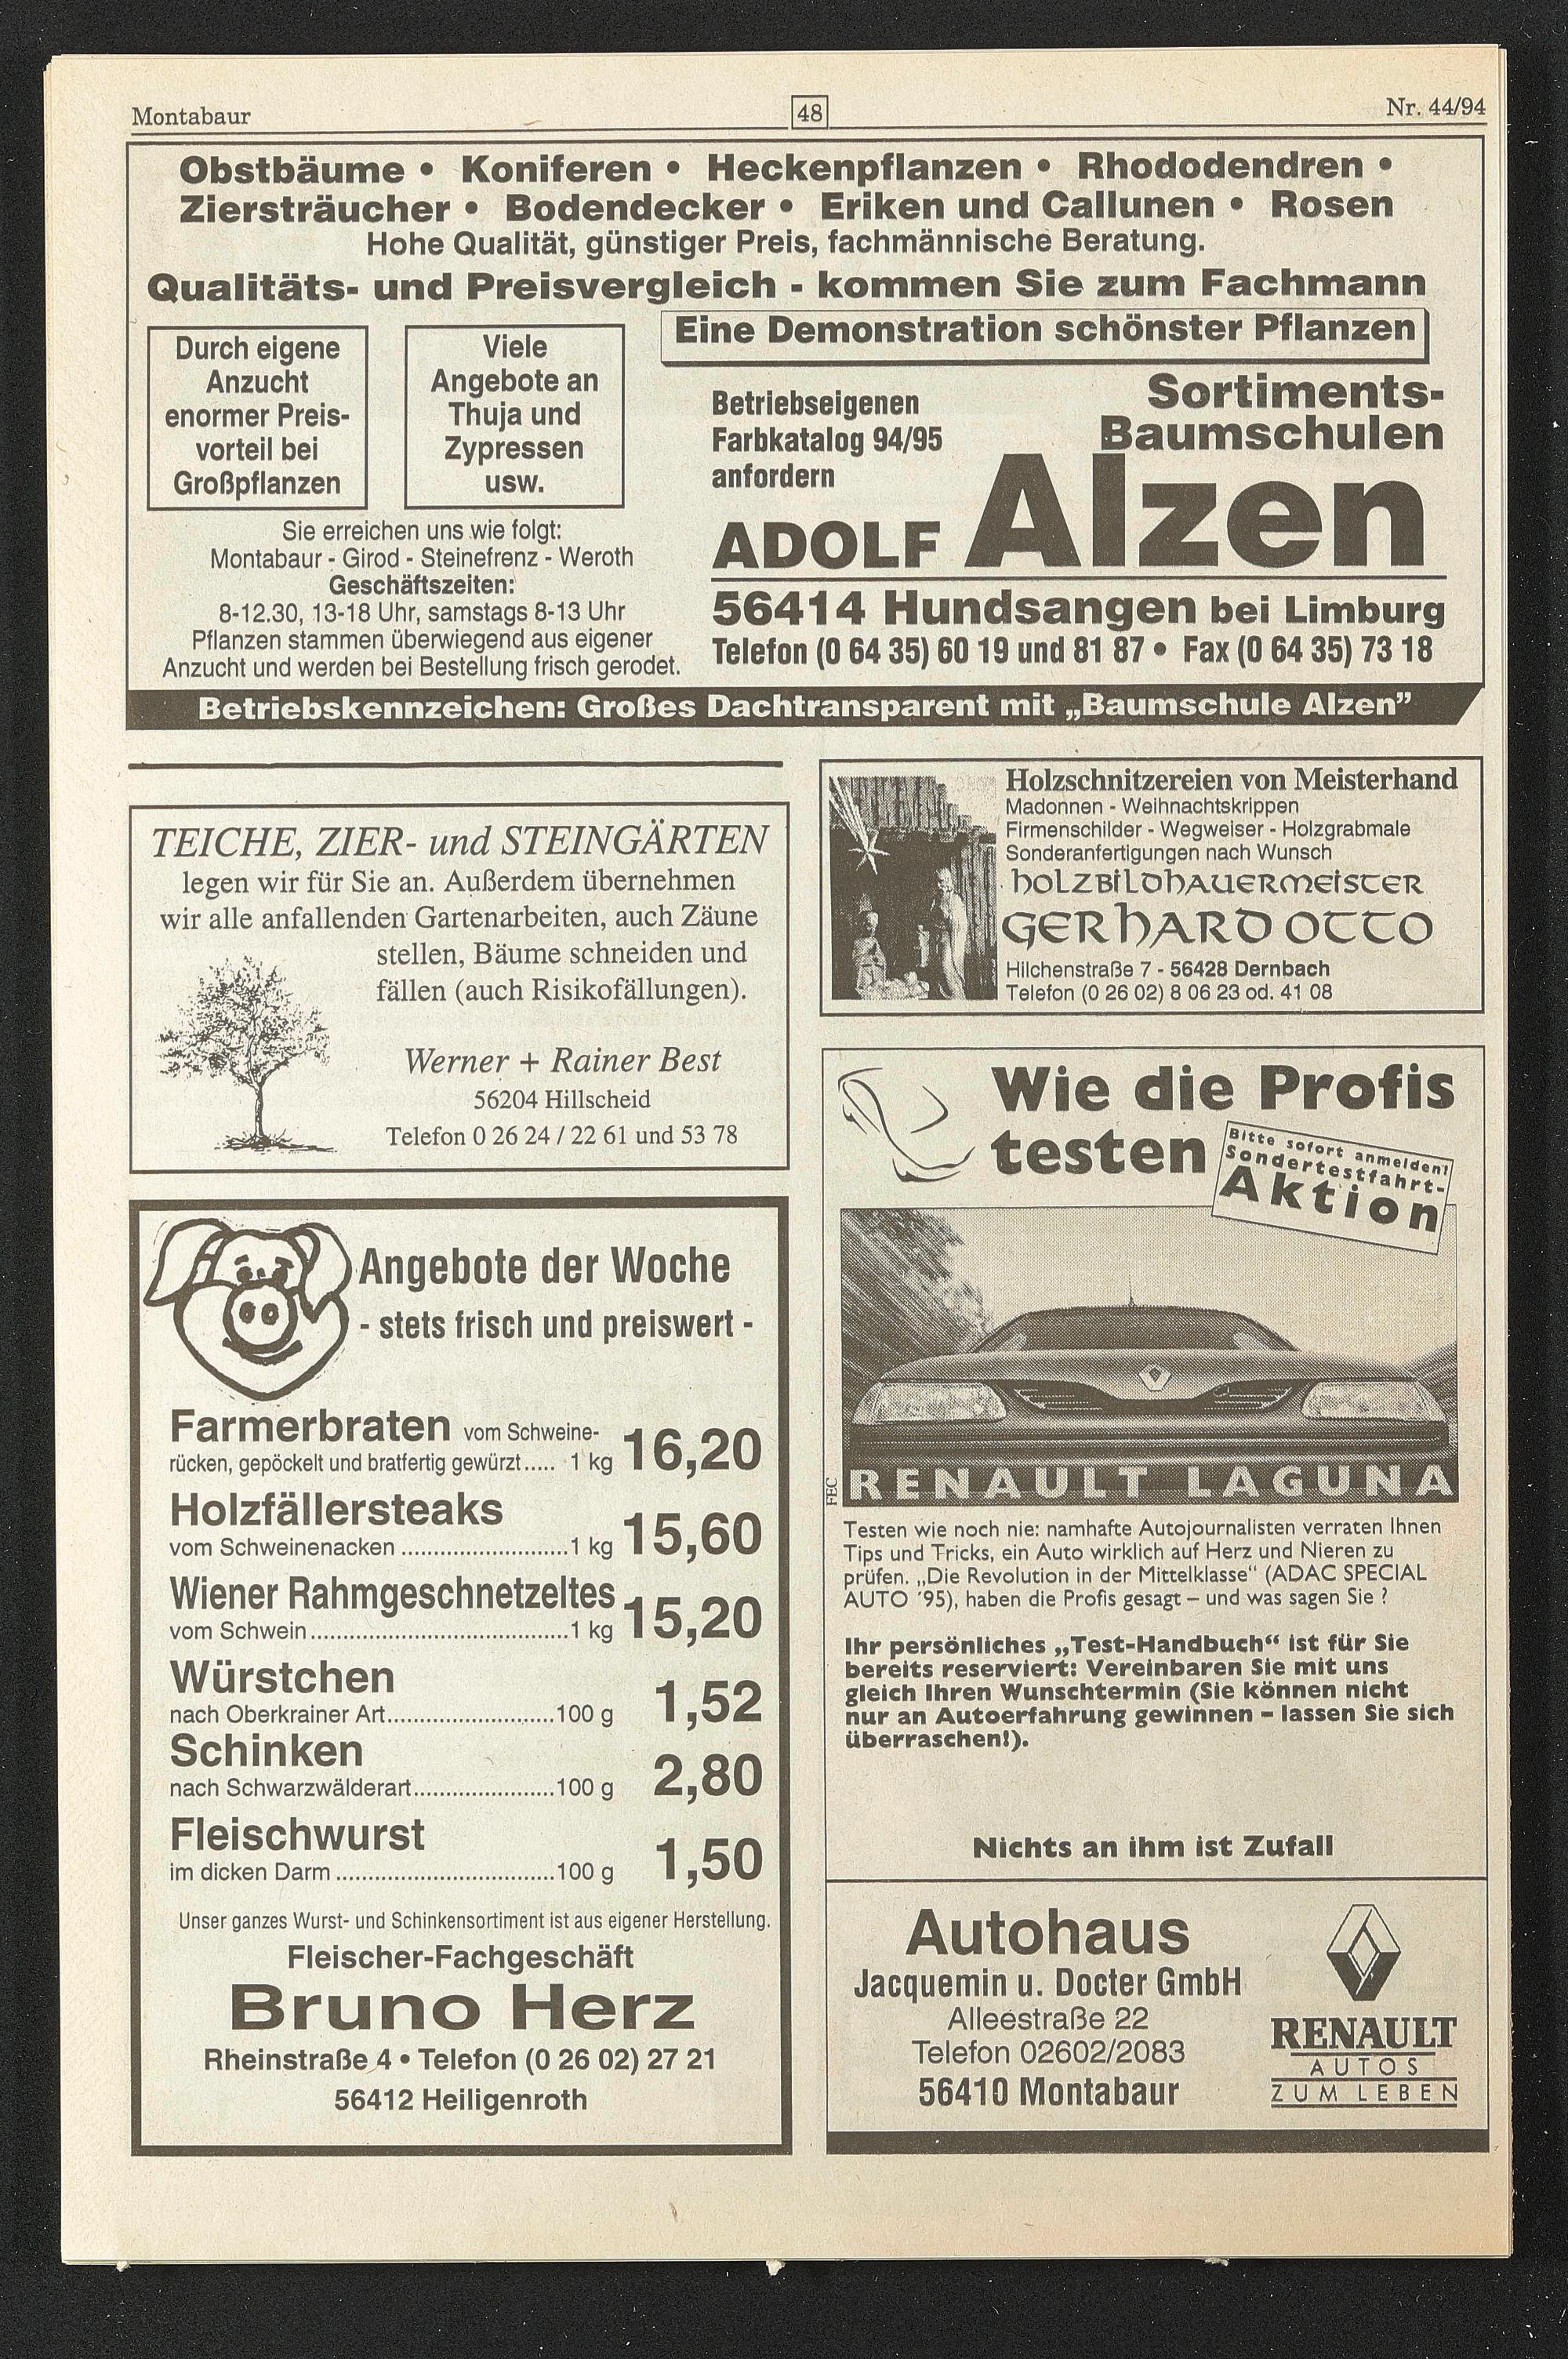 Montabaur
48
Nr. 44/94
Obstbäume • Koniferen • Heckenpflanzen • Rhododendren •
Ziersträucher • Bodendecker • Eriken und Callunen • Rosen
Hohe Qualität, günstiger Preis, fachmännische Beratung.
Qualitäts- und Preisvergleich - kommen Sie zum Fachmann
Durch eigene
Anzucht
enormer Preis-
vorteil bei
Großpflanzen
Viele
Angebote an
Thuja und
Zypressen
usw.
Eine Demonstration schönster Pflanzen
Betriebseigenen
Farbkatalog 94/95
anfordern
Sortiments-
Baumschulen
ADOLF Alzen
56414 Hundsangen bei Limburg
Telefon (0 64 35) 60 19 und 81 87 • Fax (0 64 35) 73 18
Sie erreichen uns wie folgt:
Montabaur - Girod - Steinefrenz - Weroth
Geschäftszeiten:
8-12.30, 13-18 Uhr, samstags 8-13 Uhr
Pflanzen stammen überwiegend aus eigener
Anzucht und werden bei Bestellung frisch gerodet.
Betriebskennzeichen: Großes Dachtransparent mit „Baumschule Alzen”
TEICHE, ZIER- und STEINGÄRTEN
legen wir für Sie an. Außerdem übernehmen
wir alle anfallenden Gartenarbeiten, auch Zäune
stellen, Bäume schneiden und
fällen (auch Risikofällungen).
Werner + Rainer Best
56204 Hillscheid
Telefon 0 26 24 / 22 61 und 53 78
Holzschnitzereien von Meisterhand
Madonnen - Weihnachtskrippen
Firmenschilder - Wegweiser - Holzgrabmale
Sonderanfertigungen nach Wunsch
HOLZBILDHAUERMEISTER
GERHARD OTTO
Hilchenstraße 7 - 56428 Dernbach
Telefon (0 26 02) 8 06 23 od. 41 08
Angebote der Woche
- stets frisch und preiswert -
Farmerbraten vom Schweine-
rücken, gepöckelt und bratfertig gewürzt..... 1 kg 16,20
Holzfällersteaks
vom Schweinenacken ..........................1 kg 15,60
Wiener Rahmgeschnetzeltes
vom Schwein........................................1 kg 15,20
Würstchen
nach Oberkrainer Art..........................100 g 1,52
Schinken
nach Schwarzwälderart......................100 g 2,80
Fleischwurst
im dicken Darm ..................................100 g 1,50
Unser ganzes Wurst- und Schinkensortiment ist aus eigener Herstellung.
Fleischer-Fachgeschäft
Bruno Herz
Rheinstraße 4 • Telefon (0 26 02) 27 21
56412 Heiligenroth
Wie die Profis
testen
Bitte sofort anmelden!
Sondertestfahrt-
Aktion
FEC
RENAULT LAGUNA
Testen wie noch nie: namhafte Autojournalisten verraten Ihnen
Tips und Tricks, ein Auto wirklich auf Herz und Nieren zu
prüfen. „Die Revolution in der Mittelklasse“ (ADAC SPECIAL
AUTO ´95), haben die Profis gesagt – und was sagen Sie ?
Ihr persönliches „Test-Handbuch“ ist für Sie
bereits reserviert: Vereinbaren Sie mit uns
gleich Ihren Wunschtermin (Sie können nicht
nur an Autoerfahrung gewinnen – lassen Sie sich
überraschen!).
Nichts an ihm ist Zufall
Autohaus
Jacquemin u. Docter GmbH
Alleestraße 22
Telefon 02602/2083
56410 Montabaur
RENAULT
AUTOS
ZUM LEBEN